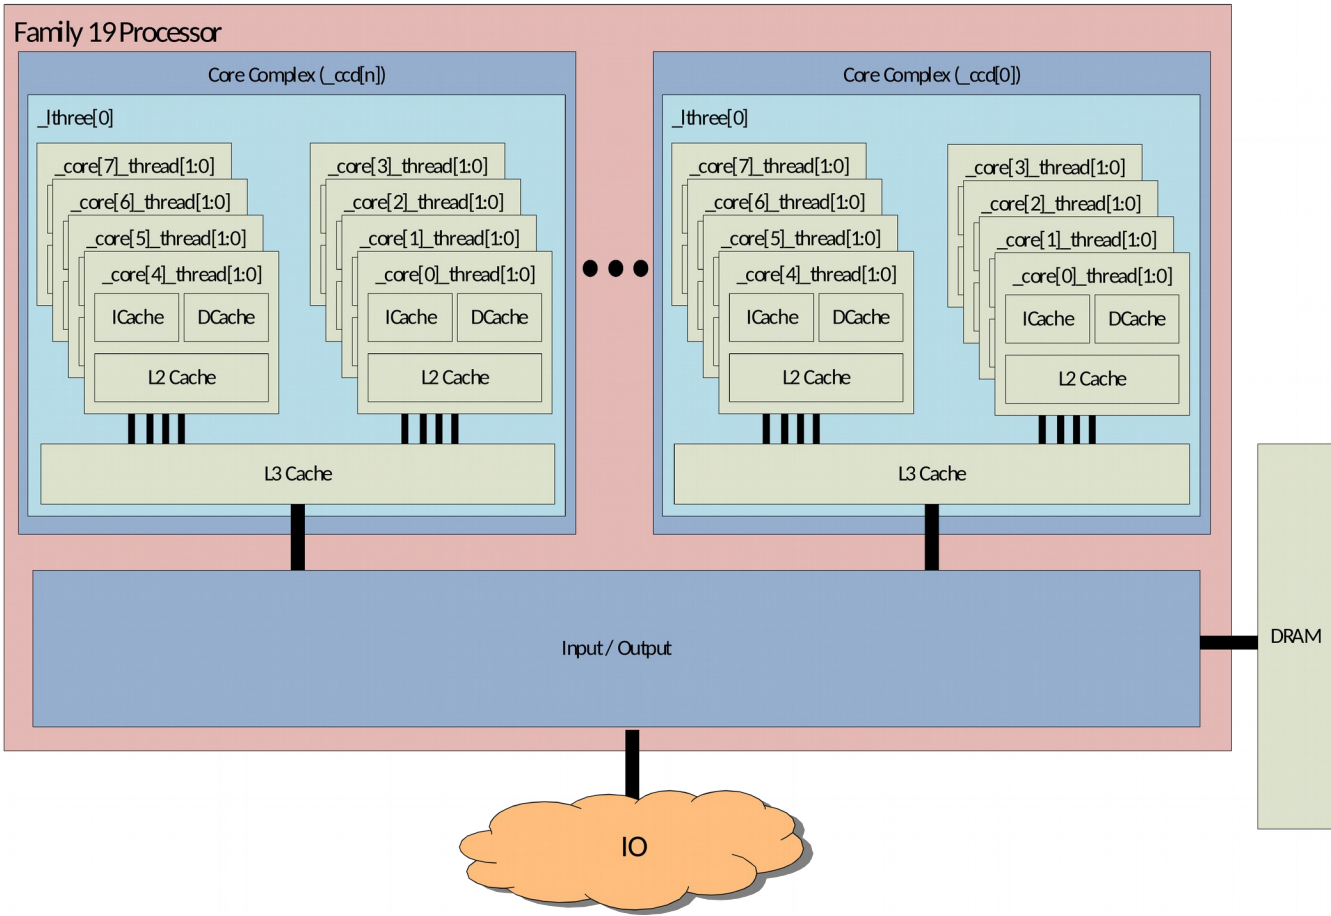 Family 19 Processor
Core Complex (_ccd[n])
_lthree[0]
_core[7]_thread[1:0]
_core[6]_thread[1:0]
_core[5]_thread[1:0]
_core[4]_thread[1:0]
ICache
DCache
L2 Cache
_core[3]_thread[1:0]
_core[2]_thread[1:0]
_core[1]_thread[1:0]
_core[0]_thread[1:0]
ICache
DCache
L2 Cache
L3 Cache
Core Complex (_ccd[0])
_lthree[0]
_core[7]_thread[1:0]
_core[6]_thread[1:0]
_core[5]_thread[1:0]
_core[4]_thread[1:0]
ICache
DCache
L2 Cache
_core[3]_thread[1:0]
_core[2]_thread[1:0]
_core[1]_thread[1:0]
_core[0]_thread[1:0]
ICache
DCache
L2 Cache
L3 Cache
Input / Output
DRAM
IO